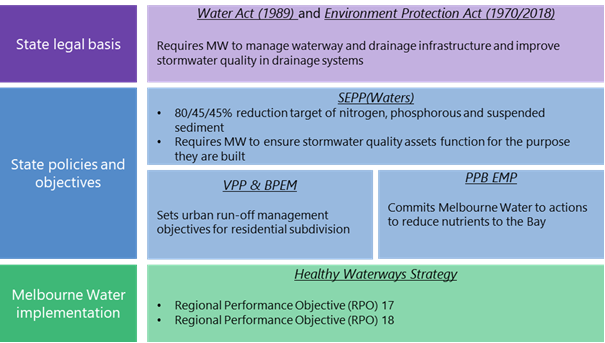 State legal basis
Water Act (1989) and Environment Protection Act (1970/2018)
Requires MW to manage waterway and drainage infrastructure and improve
stormwater quality in drainage systems
State policies and
objectives
SEPP(Waters)
• 80/45/45% reduction target of nitrogen, phosphorous and suspended
sediment
• Requires MW to ensure stormwater quality assets function for the purpose
they are built
VPP & BPEM
Sets urban run-off management
objectives for residential subdivision
PPB EMP
Commits Melbourne Water to actions
to reduce nutrients to the Bay
Melbourne Water
implementation
Healthy Waterways Strategy
• Regional Performance Objective (RPO) 17
• Regional Performance Objective (RPO) 18